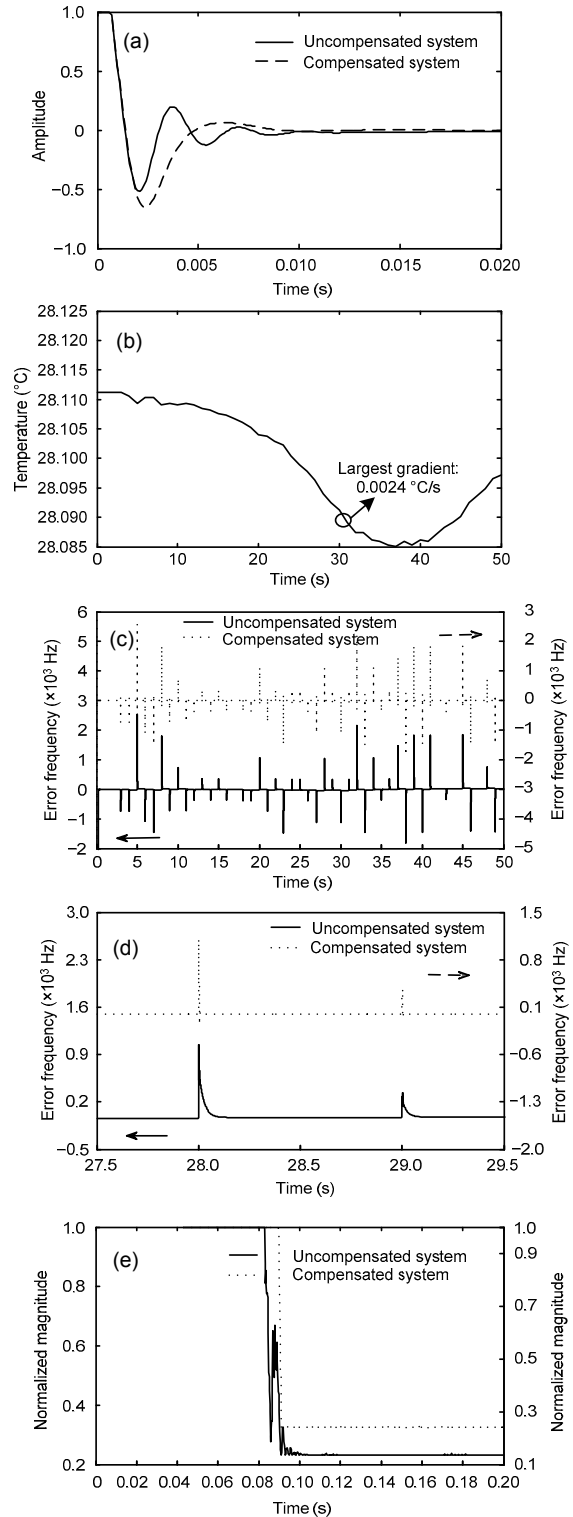 1.0
(a)
Uncompensated system
Compensated system
0.5
Amplitude
0
−0.5
−1.0
0 0.005 0.010 0.015 0.020
Time (s)
28.125
(b)
28.110
28.100
Temperature (°C)
Largest gradient:
0.0024 °C/s
28.090
28.085
0 10 20 30 40 50
Time (s)
6 3
(c)
Uncompensated system
Compensated system
5 2
4 1
3 0
2 −1
1 −2
0 −3
−1 −4
−2 −5
Error frequency (×10³ Hz)
Error frequency (×10³ Hz)
0 5 10 15 20 25 30 35 40 45 50
Time (s)
3.0 1.5
(d)
Uncompensated system
Compensated system
2.3 0.8
1.6 0.1
0.9 −0.6
0.2 −1.3
−0.5 −2.0
Error frequency (×10³ Hz)
Error frequency (×10³ Hz)
27.5 28.0 28.5 29.0 29.5
Time (s)
1.0 1.0
(e)
Uncompensated system
Compensated system
0.9
0.8
0.7
0.6
0.5
0.4
0.3
0.2 0.1
Normalized magnitude
Normalized magnitude
0 0.02 0.04 0.06 0.08 0.10 0.12 0.14 0.16 0.18 0.20
Time (s)